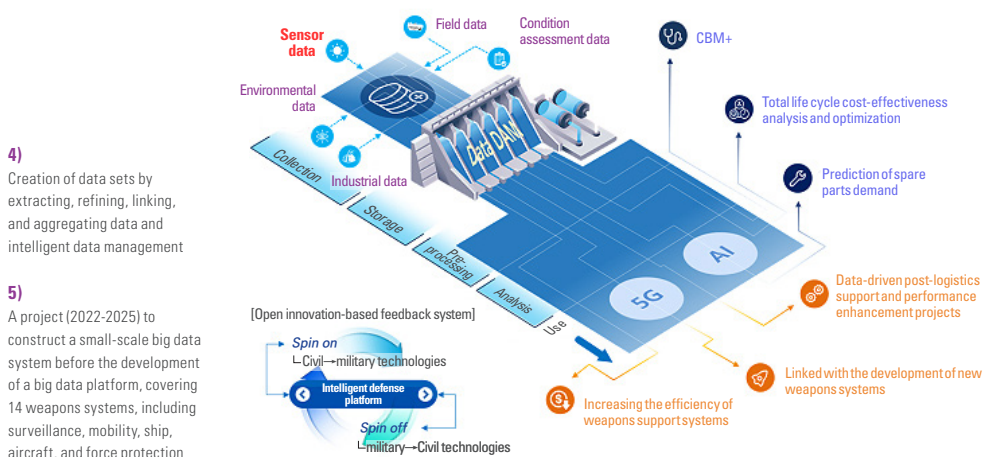 4)
Creation of data sets by
extracting, refining, linking,
and aggregating data and
intelligent data management
5)
A project (2022-2025) to
construct a small-scale big data
system before the development
of a big data platform, covering
14 weapons systems, including
surveillance, mobility, ship,
aircraft, and force protection
Sensor
data
Field data
Condition
assessment data
Environmental
data
Industrial data
Data DAM
Collection
Storage
Pre-
processing
Analysis
Use
5G
AI
CBM+
Total life cycle cost-effectiveness
analysis and optimization
Prediction of spare
parts demand
Data-driven post-logistics
support and performance
enhancement projects
Linked with the development of new
weapons systems
Increasing the efficiency of
weapons support systems
[Open innovation-based feedback system]
Spin on
Civil→military technologies
Intelligent defense
platform
Spin off
military→Civil technologies